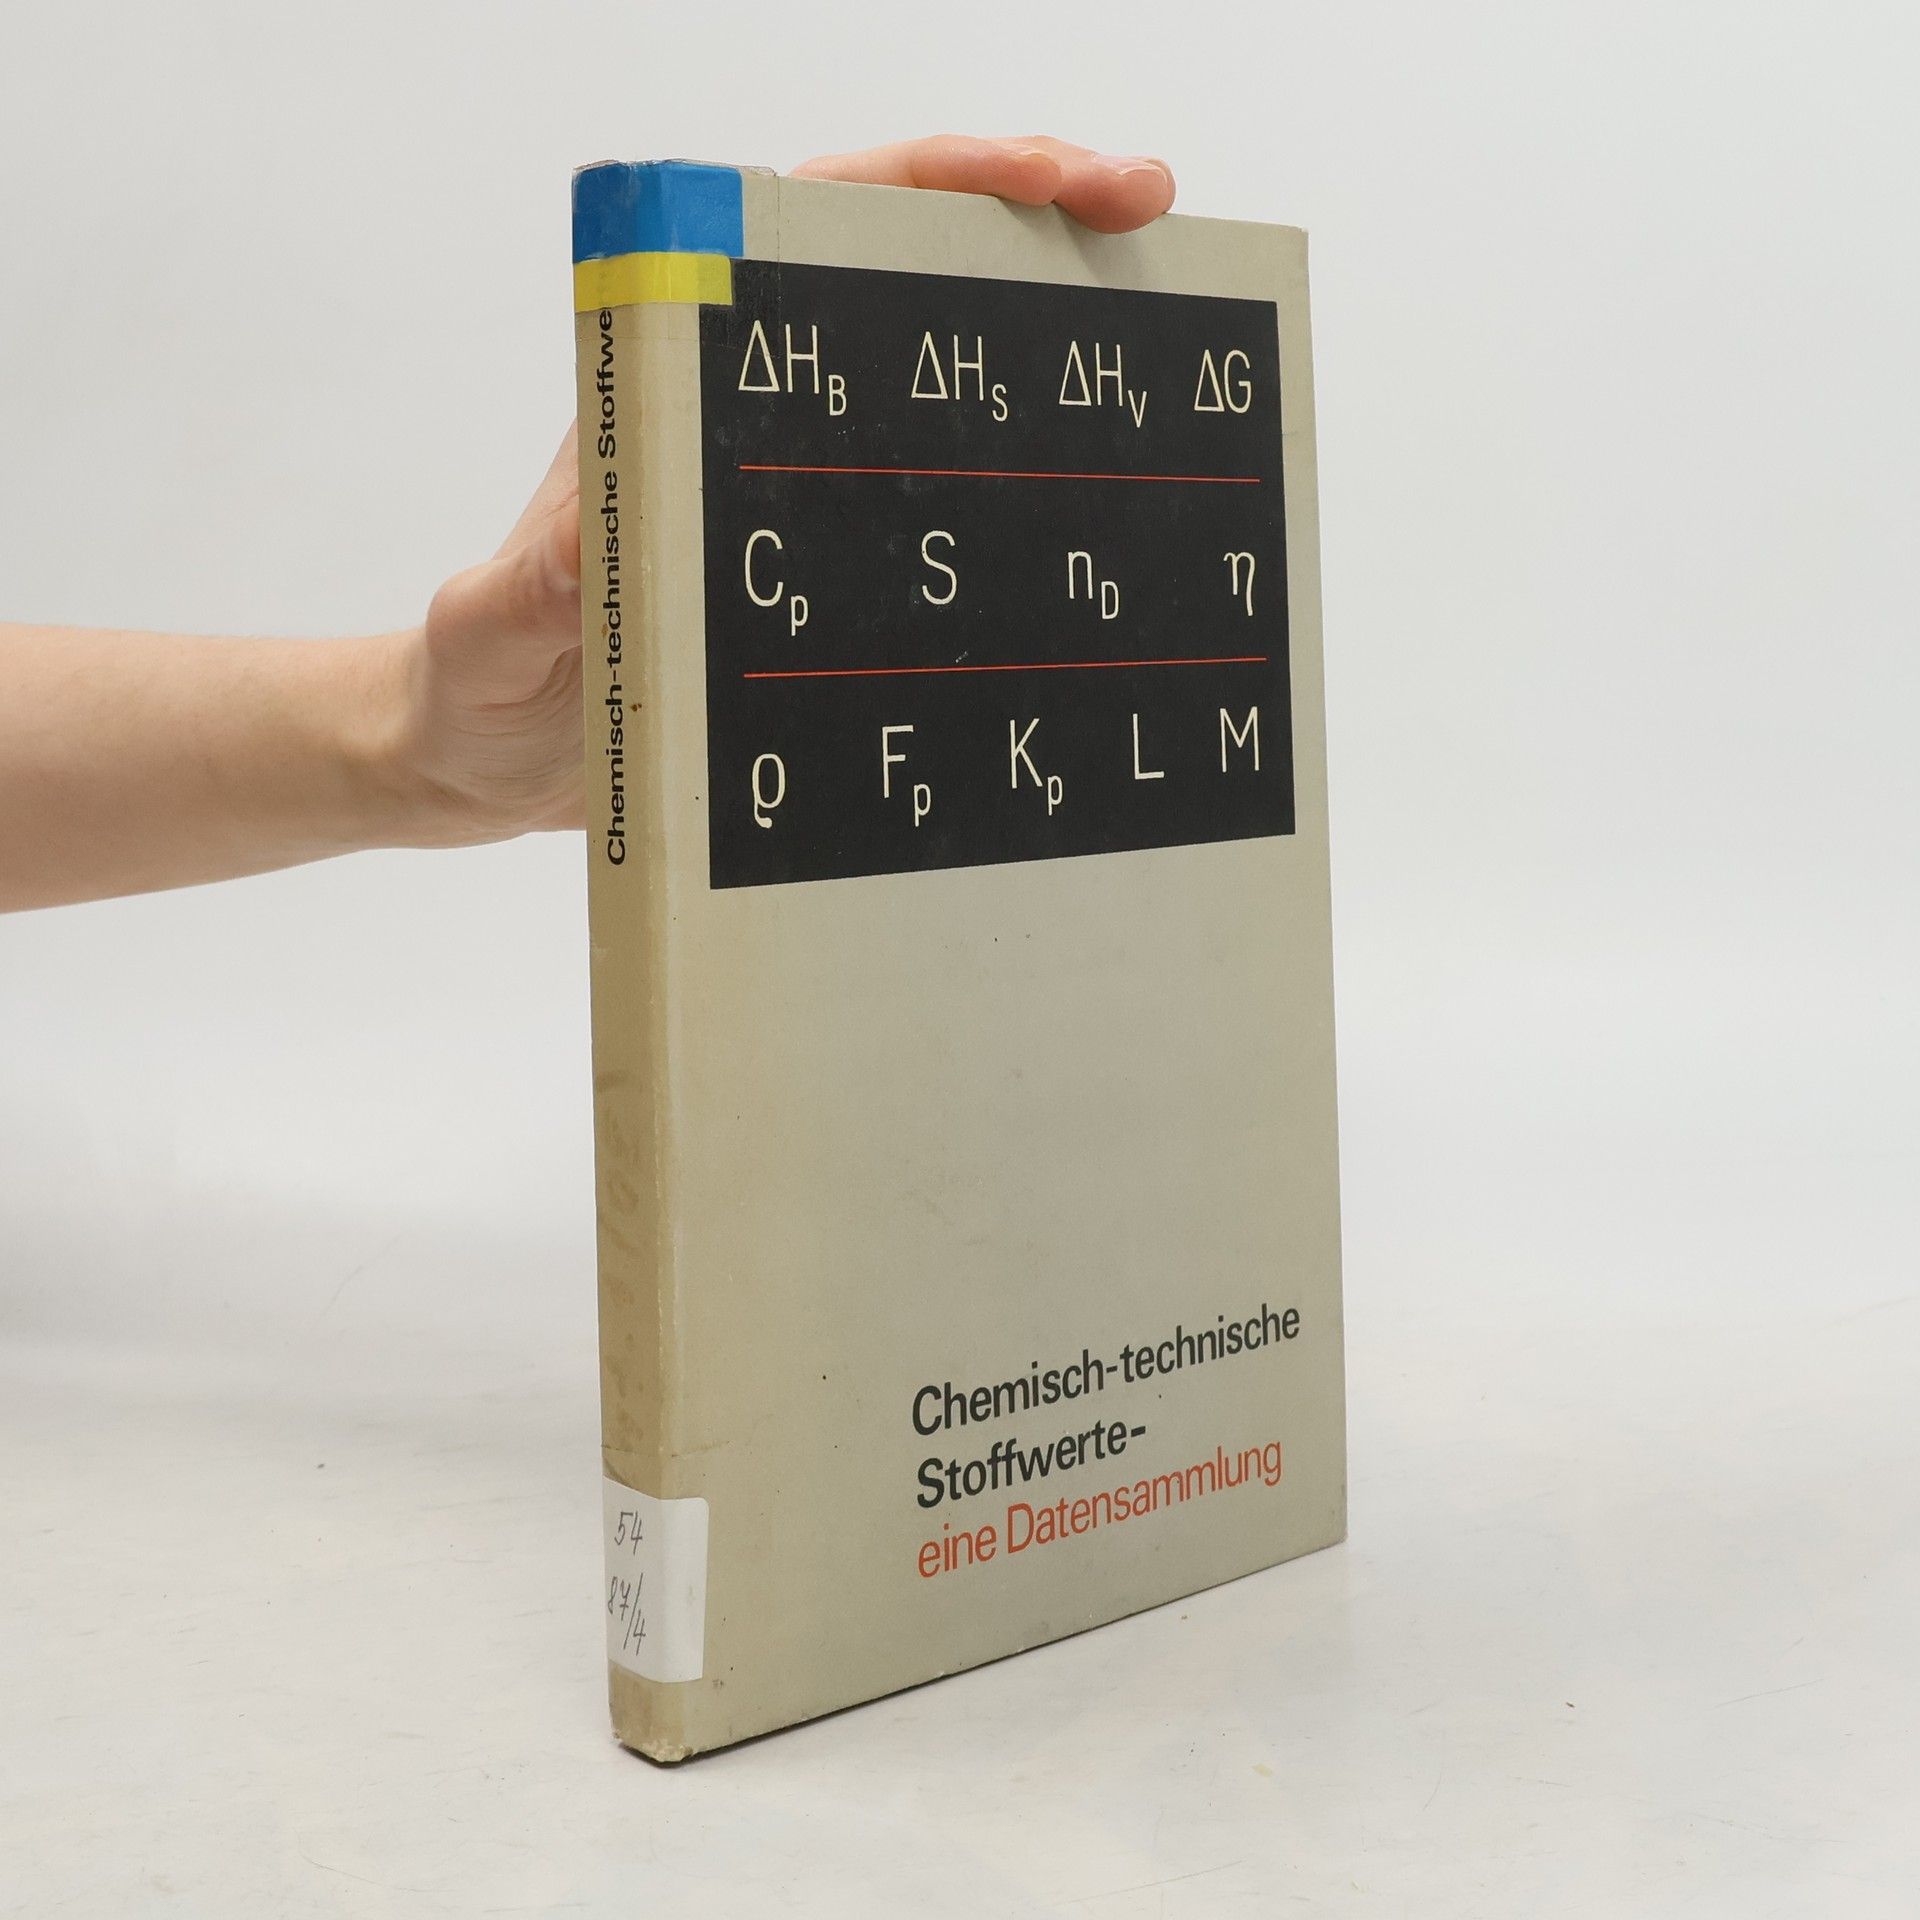 Chemisch-technische Stoffwe
ΔH_B ΔH_S ΔH_V ΔG
C_p S n_D η
ϱ F_p K_p L M
Chemisch-technische
Stoffwerte-
eine Datensammlung
54
87/4